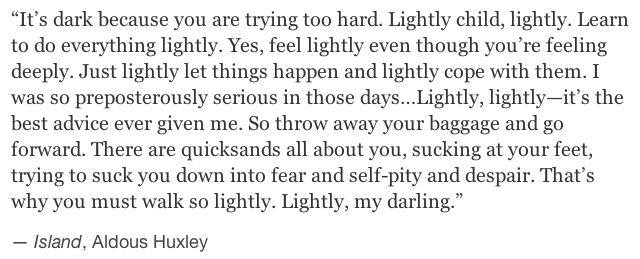 “It’s dark because you are trying too hard. Lightly child, lightly. Learn
to do everything lightly. Yes, feel lightly even though you’re feeling
deeply. Just lightly let things happen and lightly cope with them. I
was so preposterously serious in those days...Lightly, lightly—it’s the
best advice ever given me. So throw away your baggage and go
forward. There are quicksands all about you, sucking at your feet,
trying to suck you down into fear and self-pity and despair. That’s
why you must walk so lightly. Lightly, my darling.”
— Island, Aldous Huxley